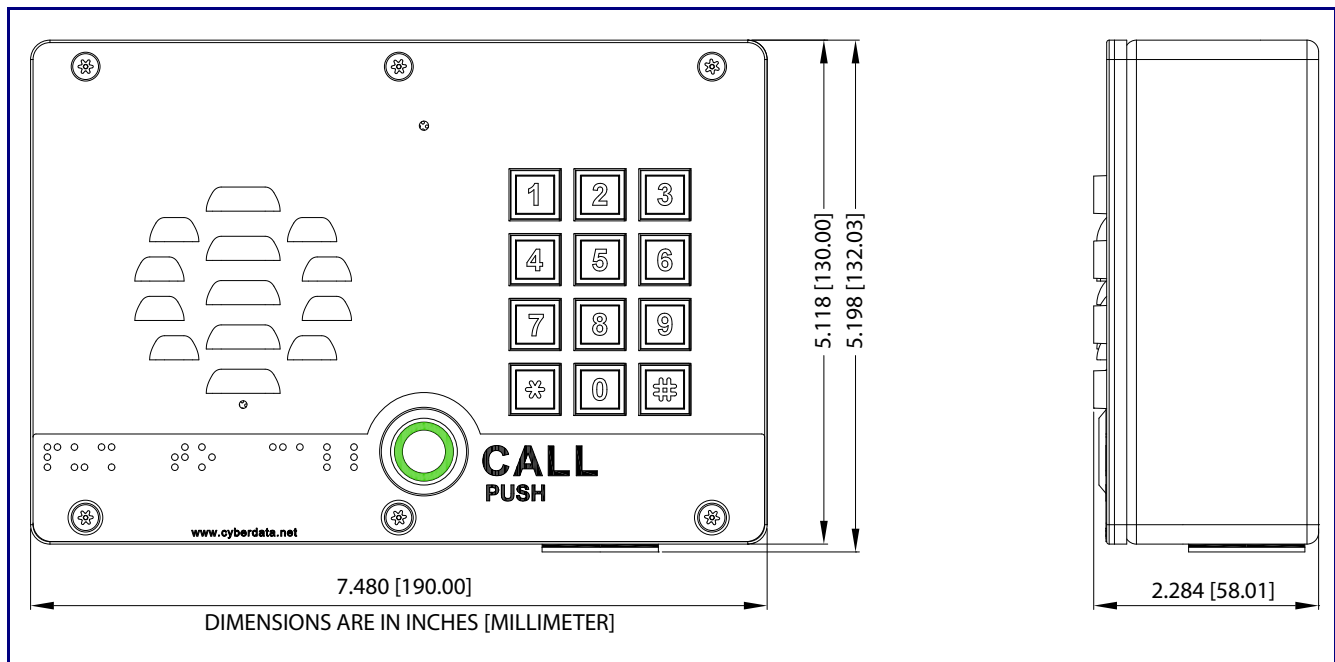 1 2 3
4 5 6
7 8 9
* 0 #
CALL
PUSH
www.cyberdata.net
5.118 [130.00]
5.198 [132.03]
7.480 [190.00]
2.284 [58.01]
DIMENSIONS ARE IN INCHES [MILLIMETER]